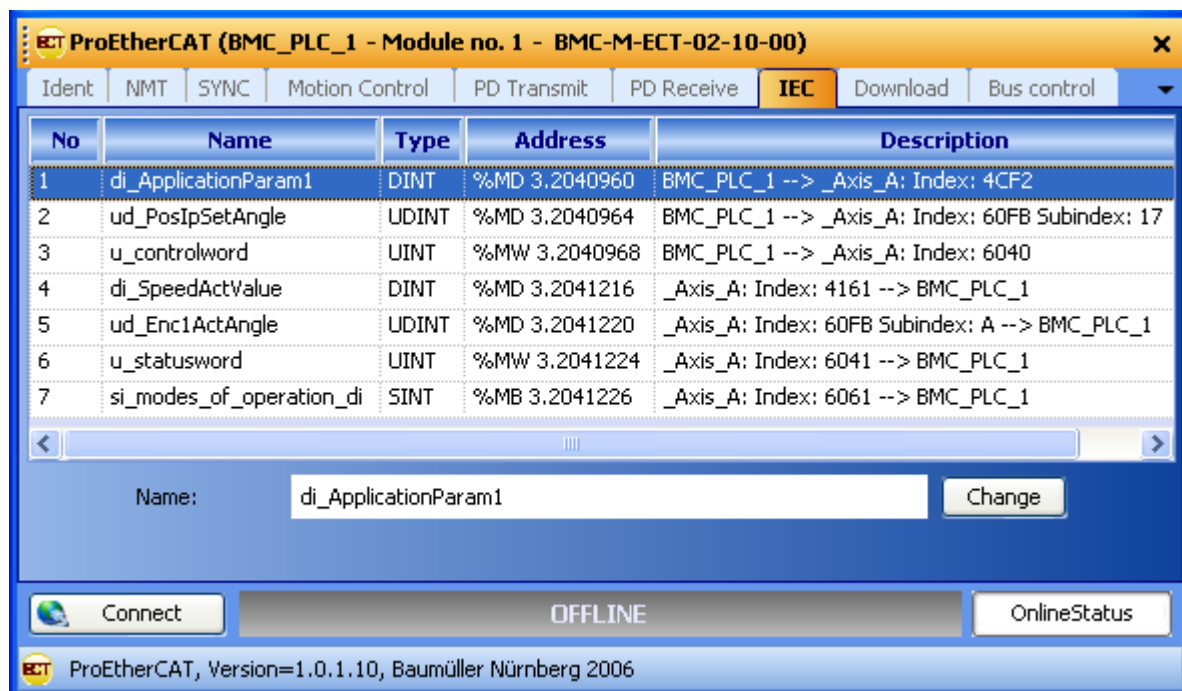 ECT ProEtherCAT (BMC_PLC_1 - Module no. 1 - BMC-M-ECT-02-10-00)
Ident NMT SYNC Motion Control PD Transmit PD Receive IEC Download Bus control
No Name Type Address Description
1 di_ApplicationParam1 DINT %MD 3.2040960 BMC_PLC_1 --> _Axis_A: Index: 4CF2
2 ud_PosIpSetAngle UDINT %MD 3.2040964 BMC_PLC_1 --> _Axis_A: Index: 60FB Subindex: 17
3 u_controlword UINT %MW 3.2040968 BMC_PLC_1 --> _Axis_A: Index: 6040
4 di_SpeedActValue DINT %MD 3.2041216 _Axis_A: Index: 4161 --> BMC_PLC_1
5 ud_Enc1ActAngle UDINT %MD 3.2041220 _Axis_A: Index: 60FB Subindex: A --> BMC_PLC_1
6 u_statusword UINT %MW 3.2041224 _Axis_A: Index: 6041 --> BMC_PLC_1
7 si_modes_of_operation_di SINT %MB 3.2041226 _Axis_A: Index: 6061 --> BMC_PLC_1
Name: di_ApplicationParam1 Change
Connect OFFLINE OnlineStatus
ECT ProEtherCAT, Version=1.0.1.10, Baumüller Nürnberg 2006